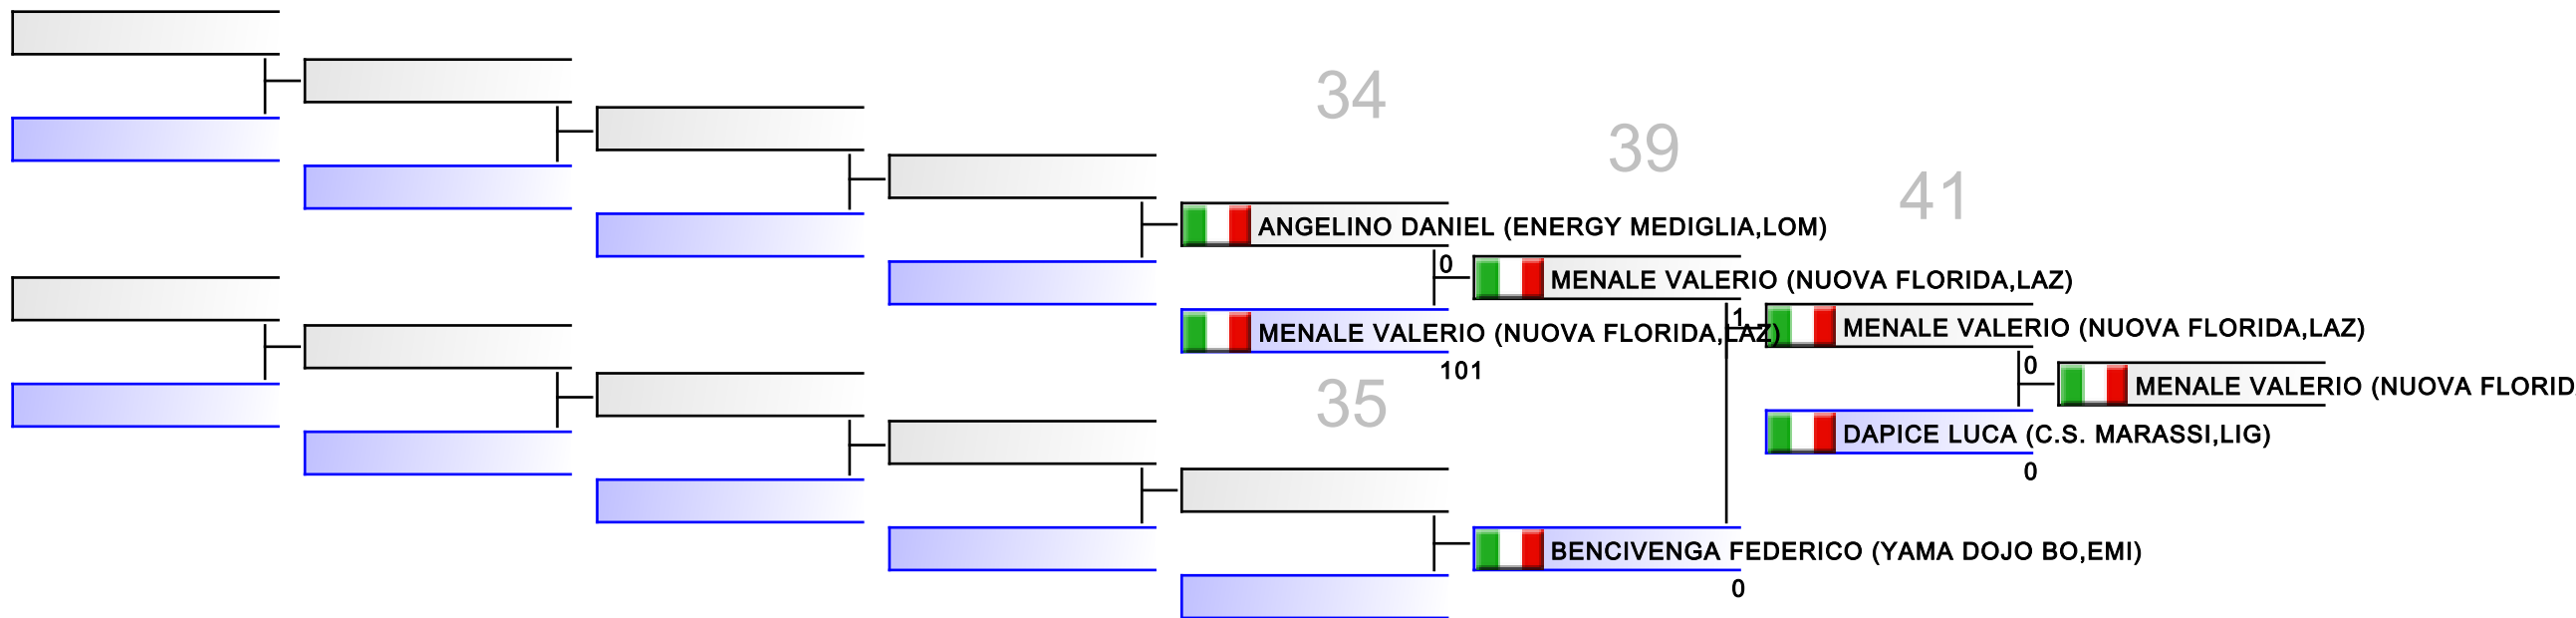 34
39
41
ANGELINO DANIEL (ENERGY MEDIGLIA,LOM)
0
MENALE VALERIO (NUOVA FLORIDA,LAZ)
MENALE VALERIO (NUOVA FLORIDA,LAZ)
101
1
MENALE VALERIO (NUOVA FLORIDA,LAZ)
0
MENALE VALERIO (NUOVA FLORID
DAPICE LUCA (C.S. MARASSI,LIG)
0
35
BENCIVENGA FEDERICO (YAMA DOJO BO,EMI)
0